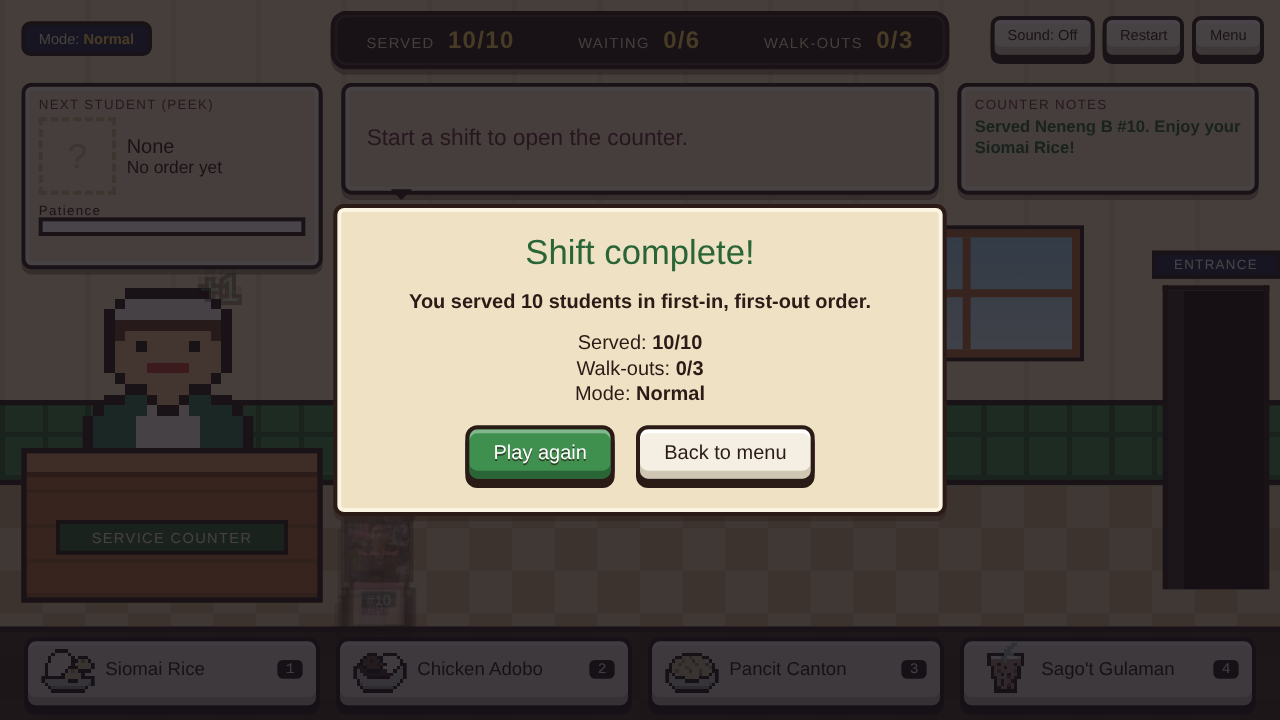 Mode: Normal
SERVED 10/10
WAITING 0/6
WALK-OUTS 0/3
Sound: Off
Restart
Menu
NEXT STUDENT (PEEK)
?
None
No order yet
Patience
Start a shift to open the counter.
COUNTER NOTES
Served Neneng B #10. Enjoy your
Siomai Rice!
ENTRANCE
Shift complete!
You served 10 students in first-in, first-out order.
Served: 10/10
Walk-outs: 0/3
Mode: Normal
Play again
Back to menu
SERVICE COUNTER
#10
Siomai Rice 1
Chicken Adobo 2
Pancit Canton 3
Sago't Gulaman 4